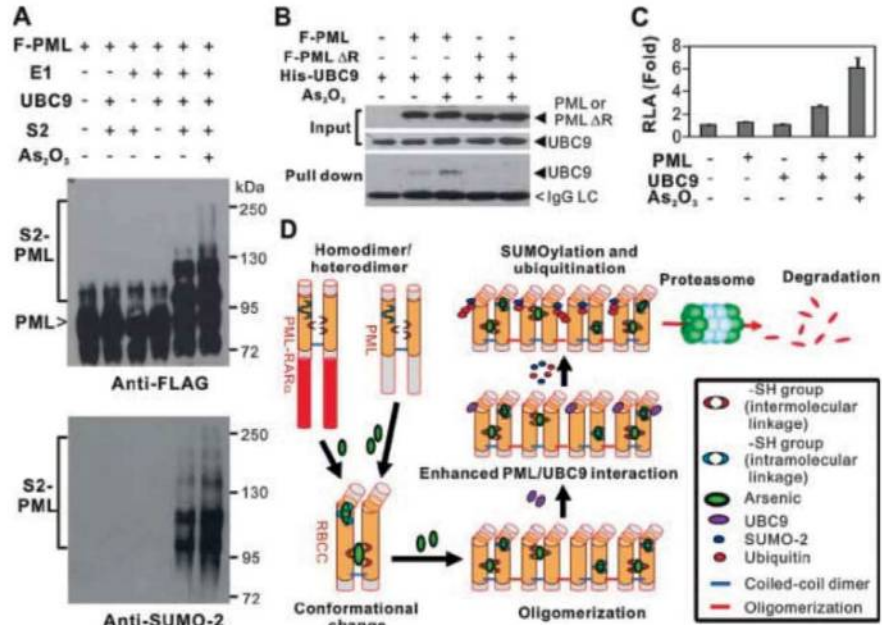 A
F-PML + + + + + +
E1 - - + + + +
UBC9 - + - + + +
S2 - + + - + +
As₂O₃ +
kDa
250
130
95
72
S2-
PML
PML>
Anti-FLAG
250
130
95
72
S2-
PML
Anti-SUMO-2
B
F-PML - + + - -
F-PML ΔR - - - + +
His-UBC9 + + + + +
As₂O₃ - - + - +
Input
PML or
PML ΔR
UBC9
Pull down
UBC9
<IgG LC
C
RLA (Fold)
8
6
4
2
0
PML - + - + +
UBC9 - - + + +
As₂O₃ - - - - +
D
Homodimer/
heterodimer
PML-RARα
PML
RBCC
Conformational
change
Oligomerization
Enhanced PML/UBC9 interaction
SUMOylation and
ubiquitination
Proteasome
Degradation
-SH group
(intermolecular
linkage)
-SH group
(intramolecular
linkage)
Arsenic
UBC9
SUMO-2
Ubiquitin
Coiled-coil dimer
Oligomerization